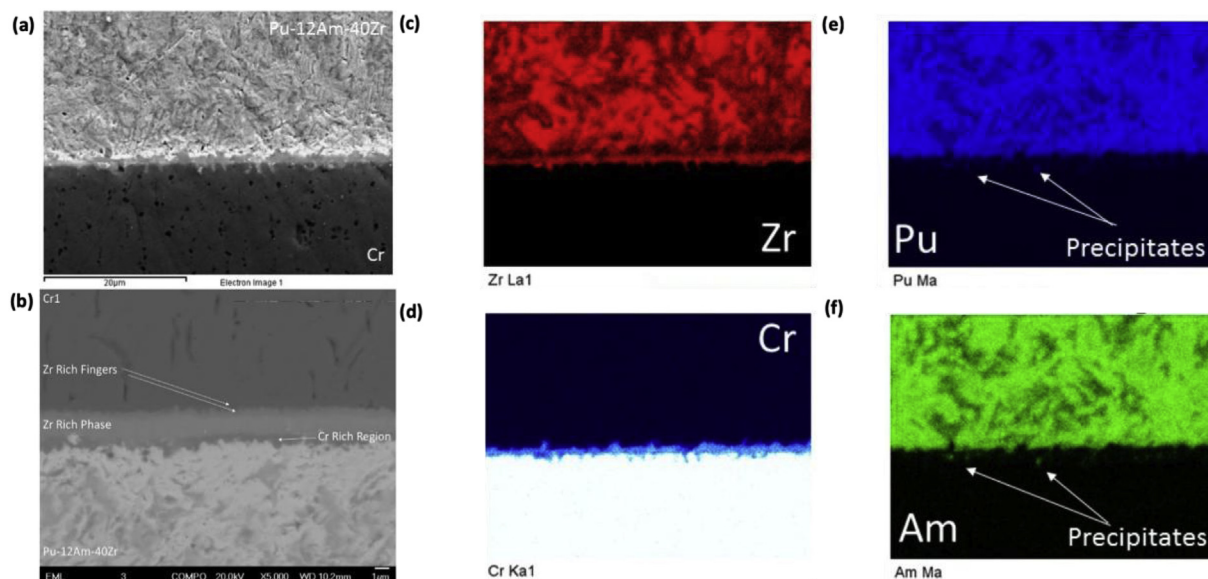 (a)
Pu-12Am-40Zr
Cr
20μm
Electron Image 1
(b)
Cr1
Zr Rich Fingers
Zr Rich Phase
Cr Rich Region
Pu-12Am-40Zr
EML 3 COMPO 20.0kV X5,000 WD 10.2mm 1μm
(c)
Zr
Zr La1
(d)
Cr
Cr Ka1
(e)
Pu
Precipitates
Pu Ma
(f)
Am
Precipitates
Am Ma